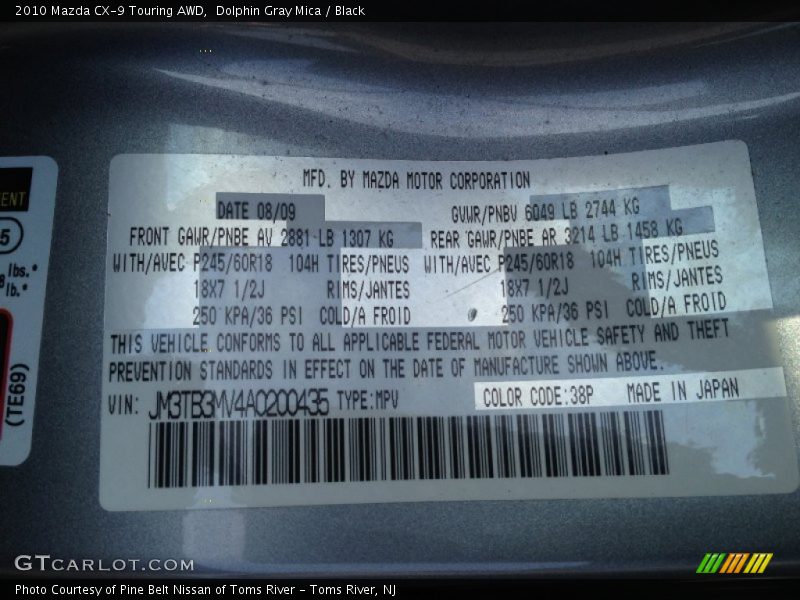 2010 Mazda CX-9 Touring AWD, Dolphin Gray Mica / Black
MFD. BY MAZDA MOTOR CORPORATION
DATE 08/09 GVWR/PNBV 6049 LB 2744 KG
FRONT GAWR/PNBE AV 2881 LB 1307 KG REAR GAWR/PNBE AR 3214 LB 1458 KG
WITH/AVEC P245/60R18 104H TIRES/PNEUS WITH/AVEC P245/60R18 104H TIRES/PNEUS
18X7 1/2J RIMS/JANTES 18X7 1/2J RIMS/JANTES
250 KPA/36 PSI COLD/A FROID 250 KPA/36 PSI COLD/A FROID
THIS VEHICLE CONFORMS TO ALL APPLICABLE FEDERAL MOTOR VEHICLE SAFETY AND THEFT
PREVENTION STANDARDS IN EFFECT ON THE DATE OF MANUFACTURE SHOWN ABOVE.
VIN: JM3TB3MV4A0200435 TYPE:MPV COLOR CODE:38P MADE IN JAPAN
5
lbs.*
lb.*
(TE69)
GTCARLOT.COM
Photo Courtesy of Pine Belt Nissan of Toms River - Toms River, NJ